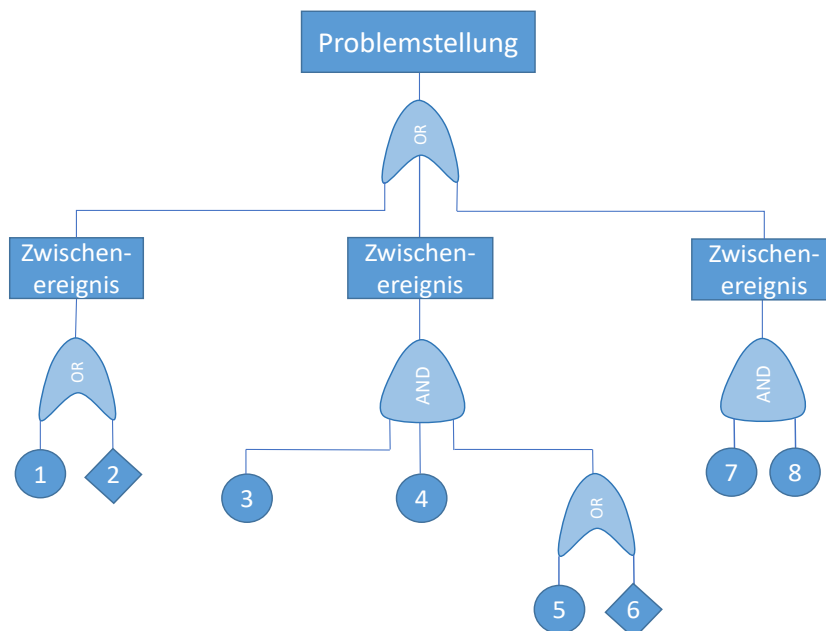 Problemstellung
OR
Zwischen-
ereignis
Zwischen-
ereignis
Zwischen-
ereignis
OR
AND
AND
1
2
3
4
7
8
OR
5
6